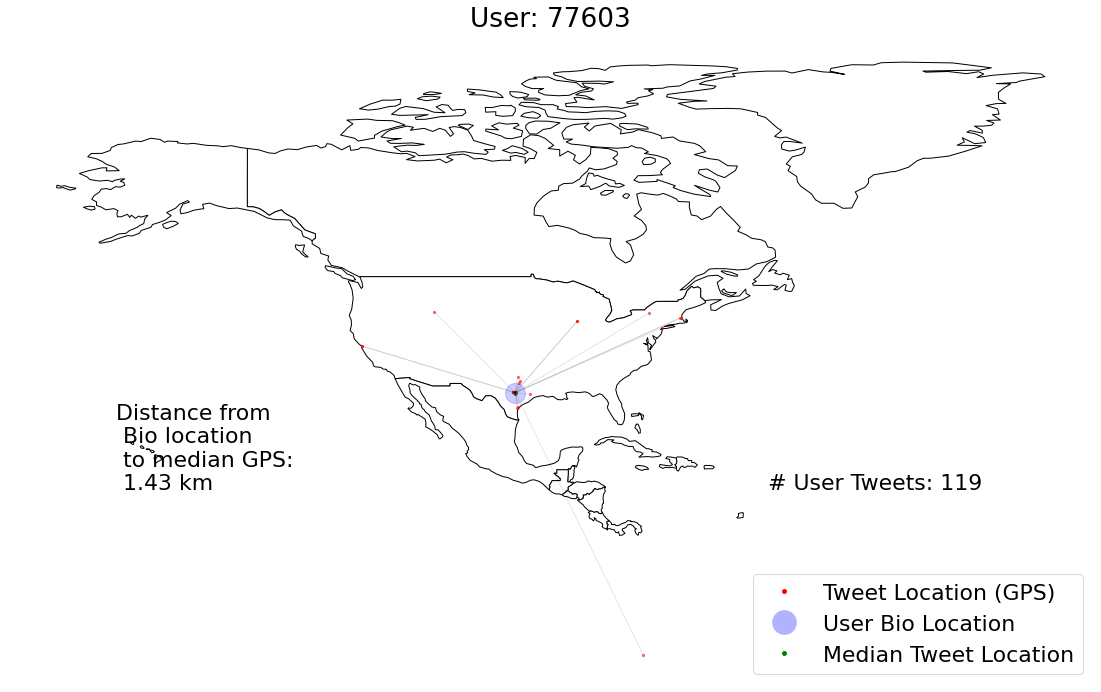 User: 77603
Distance from
Bio location
to median GPS:
1.43 km
# User Tweets: 119
Tweet Location (GPS)
User Bio Location
Median Tweet Location